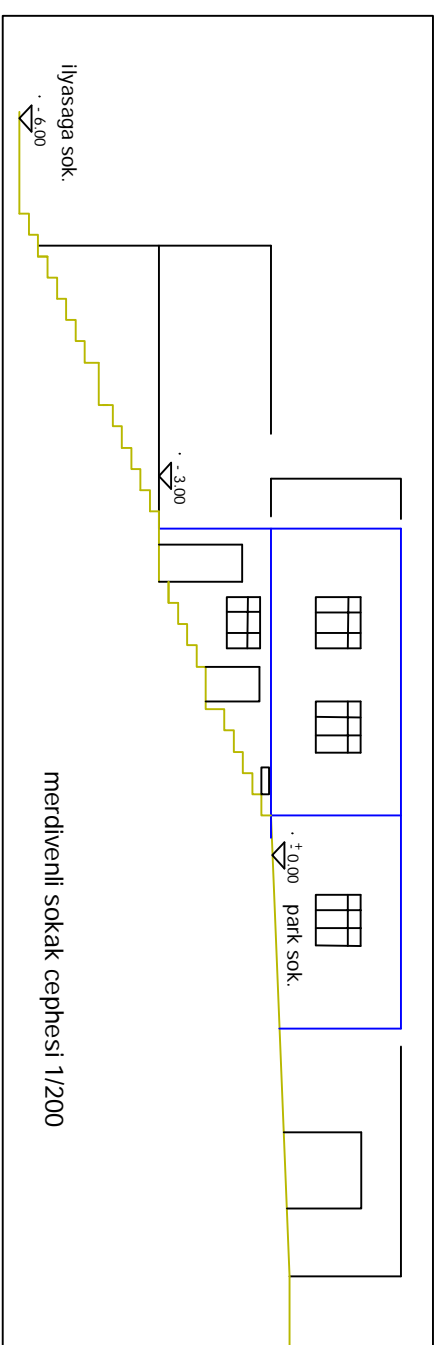 ilyasaga sok.
- 6.00
- 3.00
+ 0.00
park sok.
merdivenli sokak cephesi 1/200